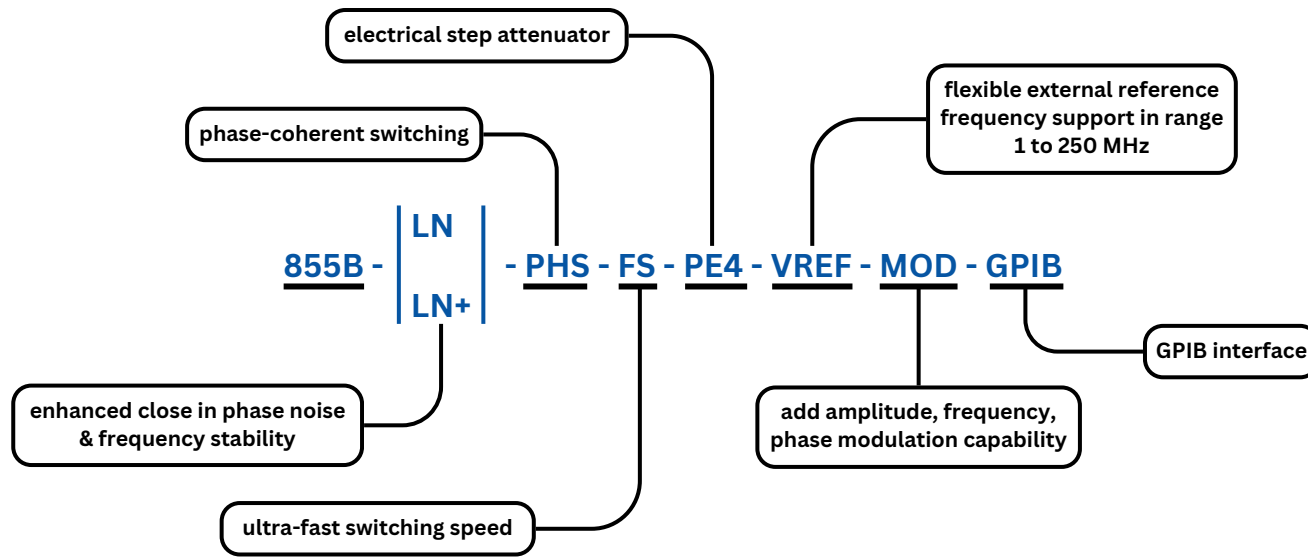 electrical step attenuator
flexible external reference
frequency support in range
1 to 250 MHz
phase-coherent switching
LN
855B - - PHS - FS - PE4 - VREF - MOD - GPIB
LN+
GPIB interface
enhanced close in phase noise
& frequency stability
add amplitude, frequency,
phase modulation capability
ultra-fast switching speed